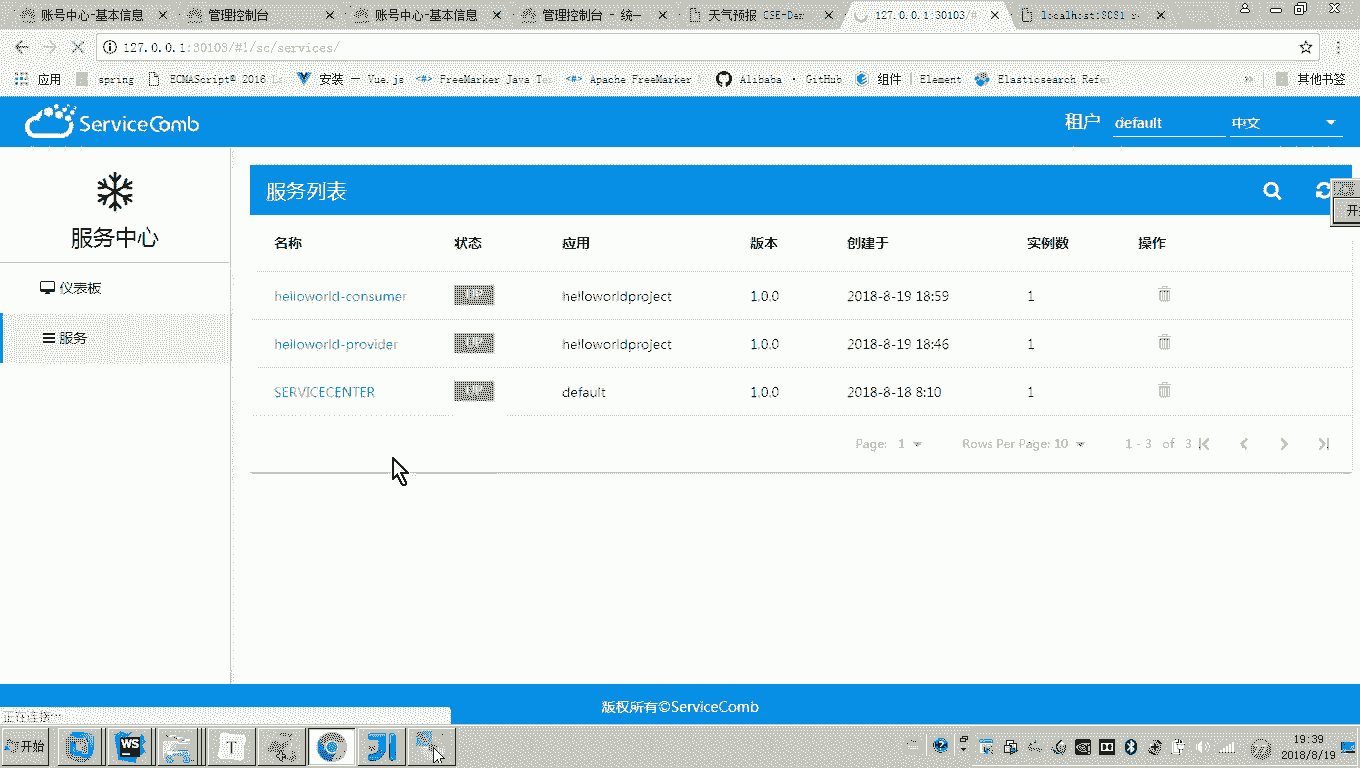 账号中心-基本信息
管理控制台
账号中心-基本信息
管理控制台 - 统一
天气预报 CSE-Dar
127.0.0.1:30103/#
127.0.0.1:30103/#!/sc/services/
应用
spring
ECMAScript® 2016 L
安装 — Vue.js
FreeMarker Java Te
Apache FreeMarker
Alibaba · GitHub
组件 | Element
Elasticsearch Refe
其他书签
ServiceComb
租户
default
中文
服务中心
仪表板
服务
服务列表
开
名称 状态 应用 版本 创建于 实例数 操作
helloworld-consumer UP helloworldproject 1.0.0 2018-8-19 18:59 1
helloworld-provider UP helloworldproject 1.0.0 2018-8-19 18:46 1
SERVICECENTER UP default 1.0.0 2018-8-18 8:10 1
Page: 1 Rows Per Page: 10 1 - 3 of 3
版权所有©ServiceComb
正在连接…
开始
WS
T
19:39
2018/8/19